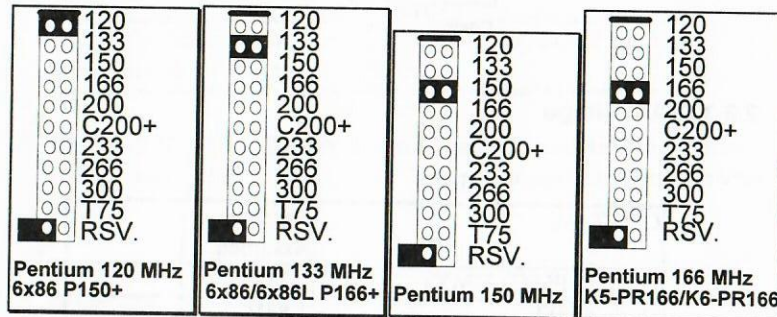 120
133
150
166
200
C200+
233
266
300
T75
RSV.
Pentium 120 MHz
6x86 P150+
120
133
150
166
200
C200+
233
266
300
T75
RSV.
Pentium 133 MHz
6x86/6x86L P166+
120
133
150
166
200
C200+
233
266
300
T75
RSV.
Pentium 150 MHz
120
133
150
166
200
C200+
233
266
300
T75
RSV.
Pentium 166 MHz
K5-PR166/K6-PR166